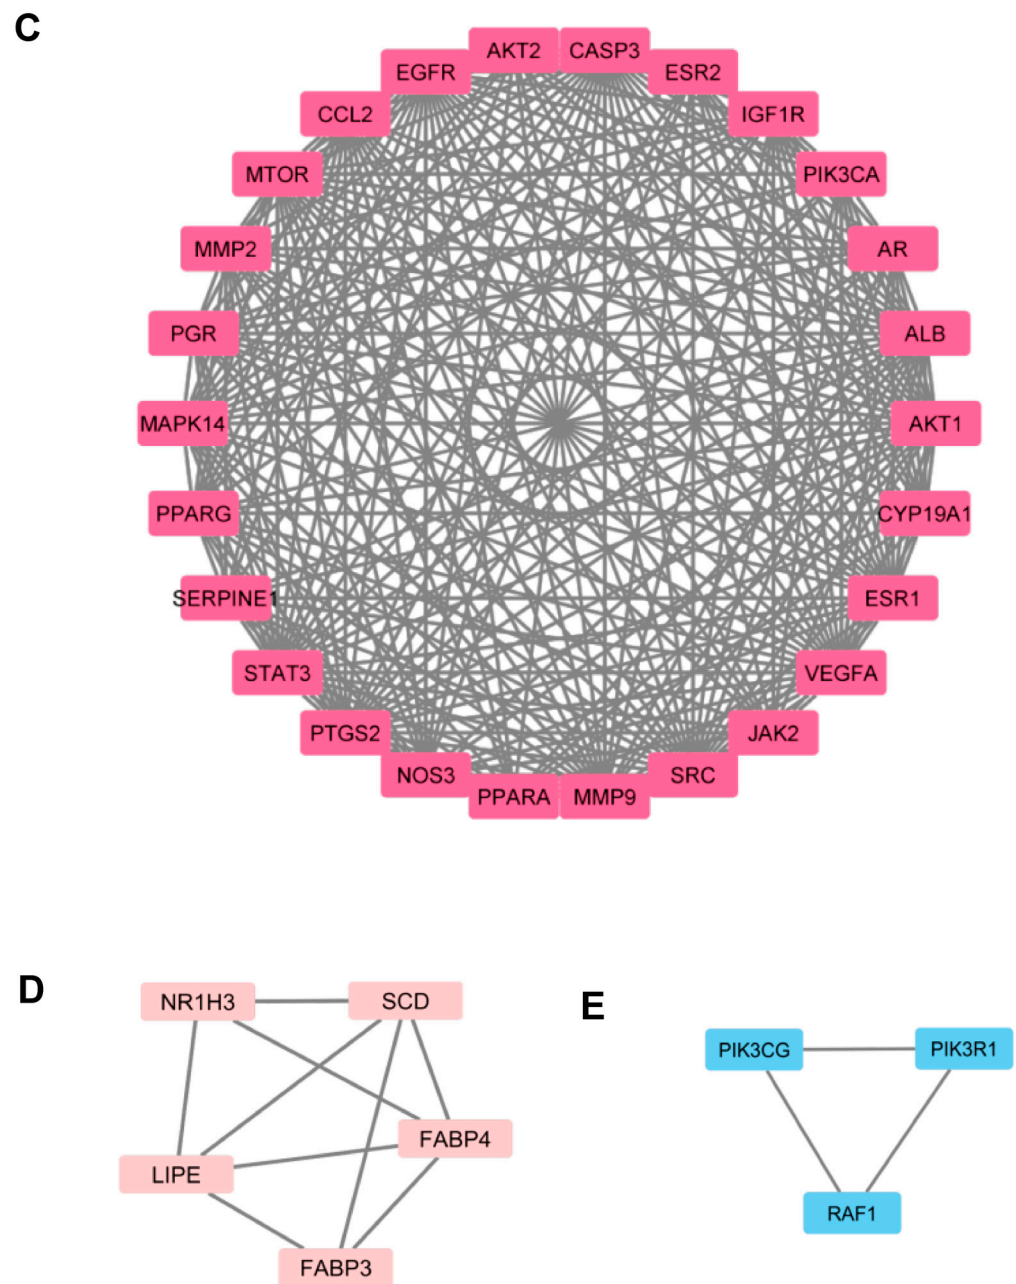 C
AKT2 CASP3
EGFR ESR2
CCL2 IGF1R
MTOR PIK3CA
MMP2 AR
PGR ALB
MAPK14 AKT1
PPARG CYP19A1
SERPINE1 ESR1
STAT3 VEGFA
PTGS2 JAK2
NOS3 SRC
PPARA MMP9
D
NR1H3 SCD
FABP4
LIPE
FABP3
E
PIK3CG PIK3R1
RAF1